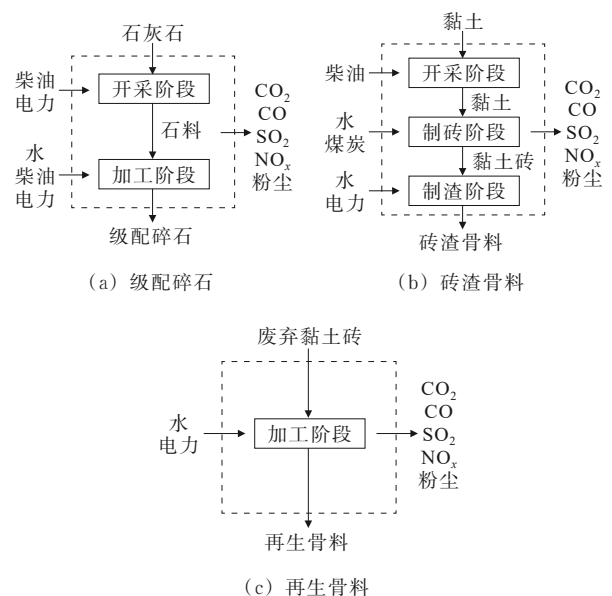 石灰石
柴油
电力
开采阶段
石料
水
柴油
电力
加工阶段
级配碎石
CO₂
CO
SO₂
NOₓ
粉尘
(a) 级配碎石
黏土
柴油
开采阶段
黏土
水
煤炭
制砖阶段
黏土砖
水
电力
制渣阶段
砖渣骨料
CO₂
CO
SO₂
NOₓ
粉尘
(b) 砖渣骨料
废弃黏土砖
水
电力
加工阶段
CO₂
CO
SO₂
NOₓ
粉尘
再生骨料
(c) 再生骨料